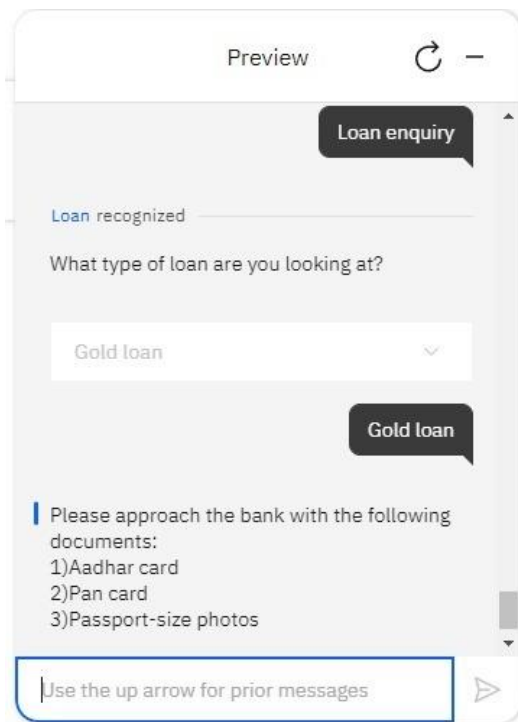 Preview
Loan enquiry
Loan recognized
What type of loan are you looking at?
Gold loan
Gold loan
Please approach the bank with the following
documents:
1)Aadhar card
2)Pan card
3)Passport-size photos
Use the up arrow for prior messages